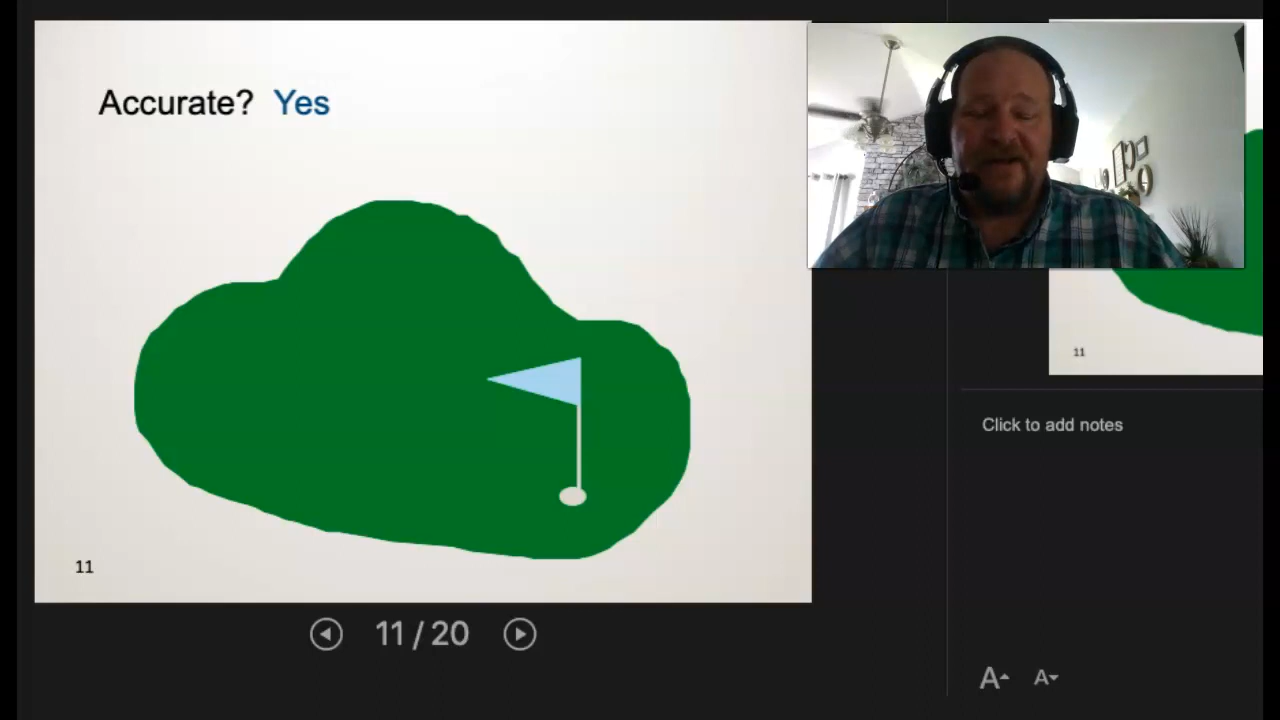 Accurate? Yes
11
11 / 20
11
Click to add notes
A
A